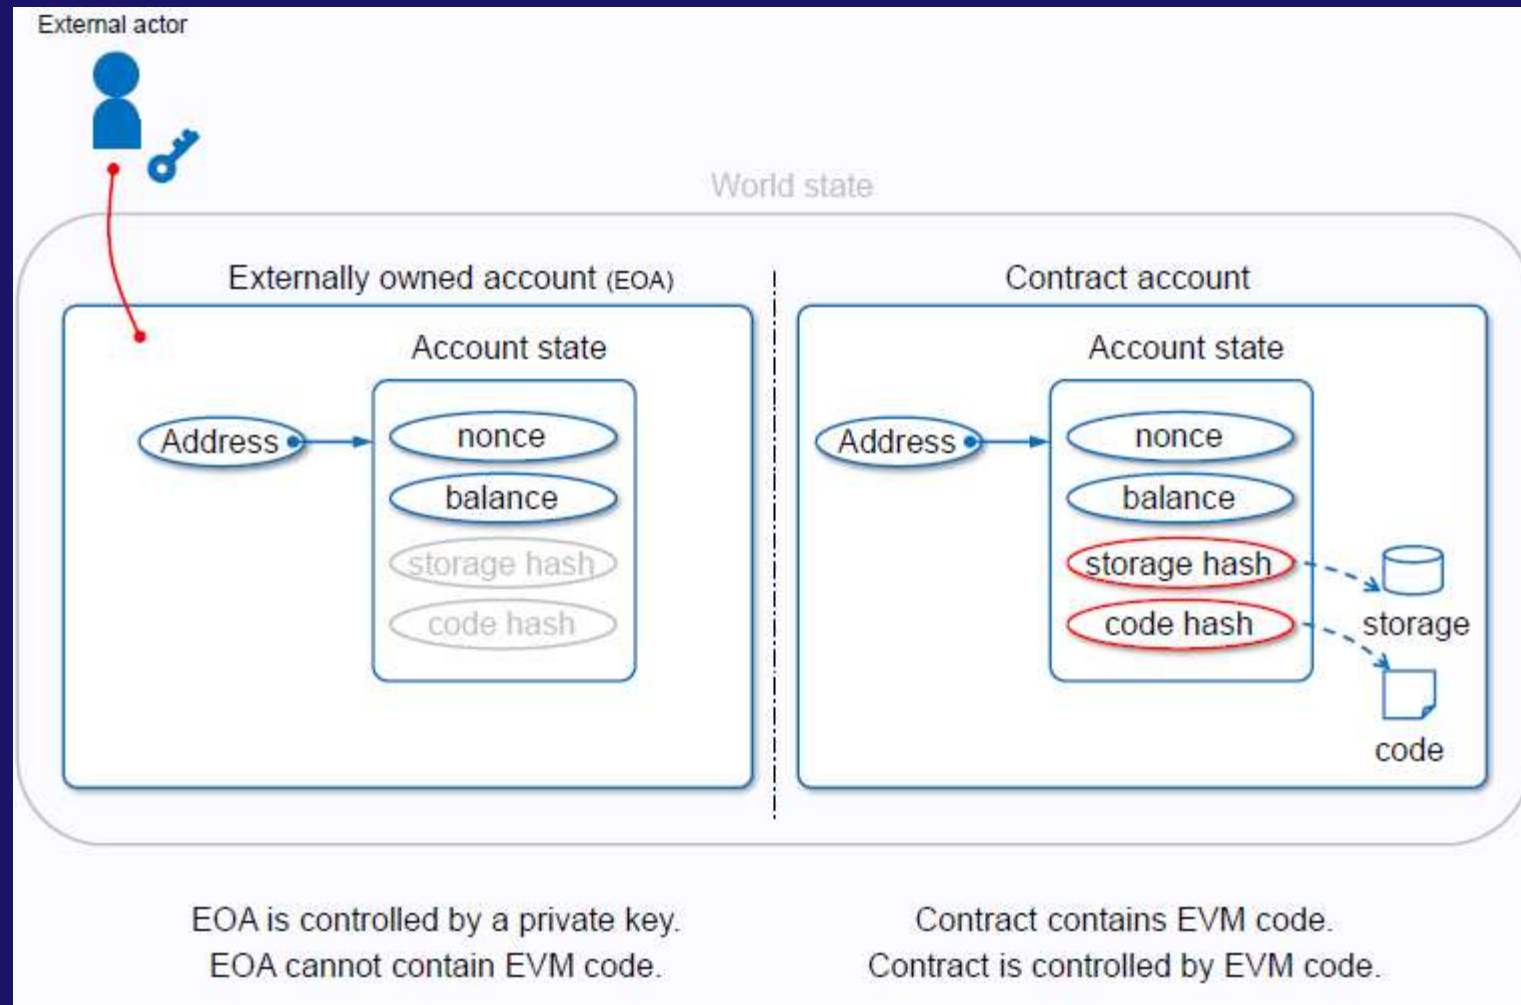 External actor
World state
Externally owned account (EOA)
Account state
Address
nonce
balance
storage hash
code hash
Contract account
Account state
Address
nonce
balance
storage hash
code hash
storage
code
EOA is controlled by a private key.
EOA cannot contain EVM code.
Contract contains EVM code.
Contract is controlled by EVM code.